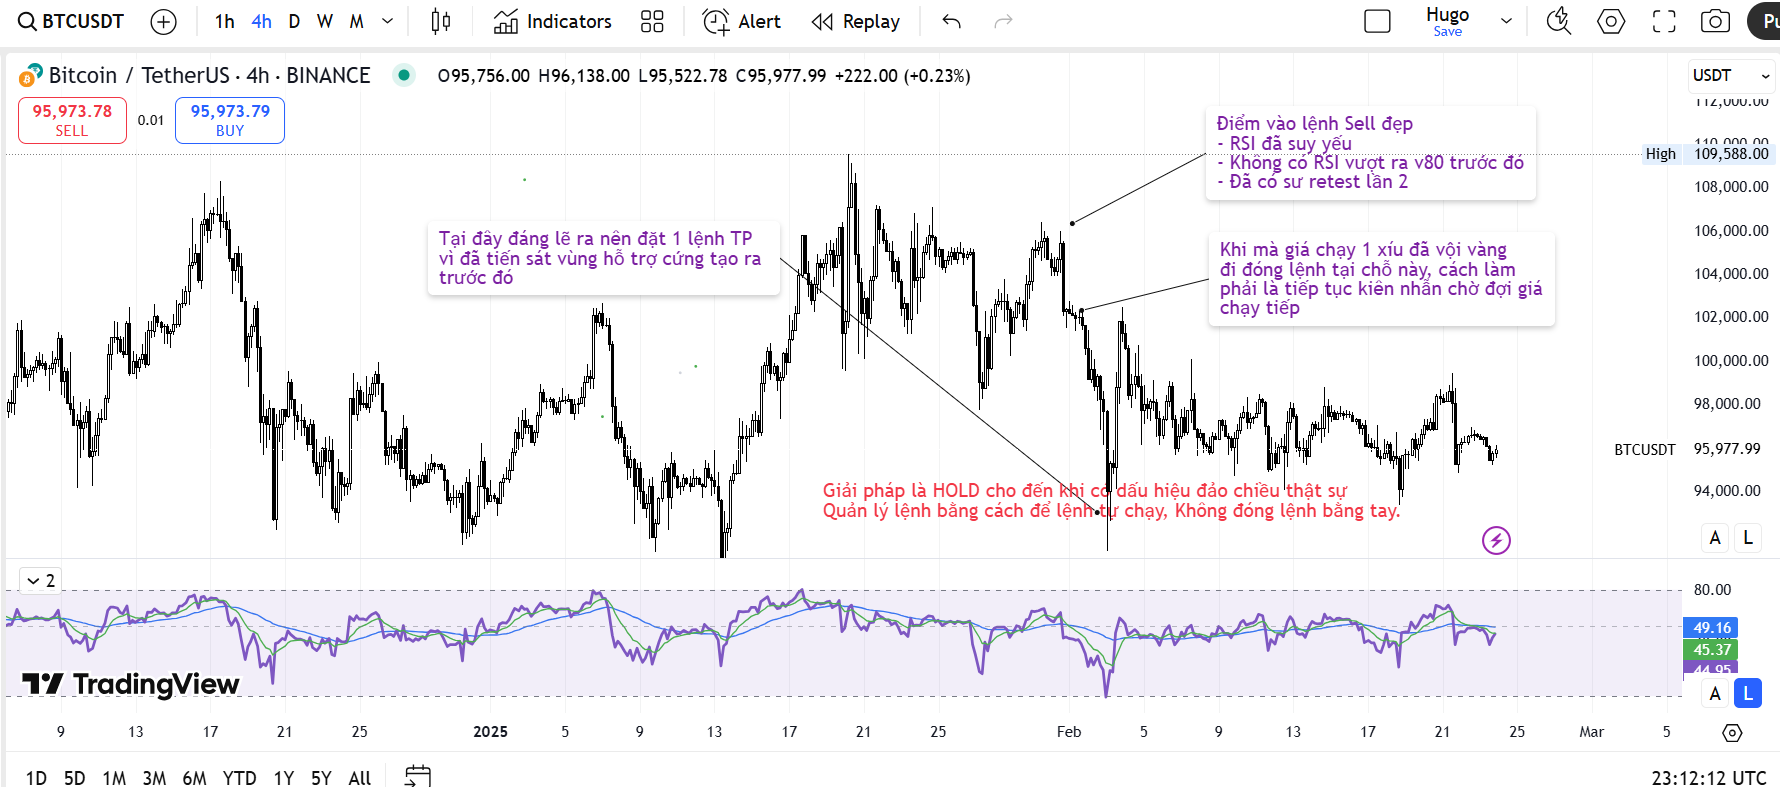 BTCUSDT 1h 4h D W M Indicators Alert Replay Hugo Save Pu
Bitcoin / TetherUS · 4h · BINANCE O95,756.00 H96,138.00 L95,522.78 C95,977.99 +222.00 (+0.23%)
USDT
95,973.78
SELL
0.01
95,973.79
BUY
112,000.00
110,000.00
High 109,588.00
108,000.00
106,000.00
104,000.00
102,000.00
100,000.00
98,000.00
BTCUSDT 95,977.99
94,000.00
Điểm vào lệnh Sell đẹp
- RSI đã suy yếu
- Không có RSI vượt ra v80 trước đó
- Đã có sư retest lần 2
Tại đây đáng lẽ ra nên đặt 1 lệnh TP
vì đã tiến sát vùng hỗ trợ cứng tạo ra
trước đó
Khi mà giá chạy 1 xíu đã vội vàng
đi đóng lệnh tại chỗ này, cách làm
phải là tiếp tục kiên nhẫn chờ đợi giá
chạy tiếp
Giải pháp là HOLD cho đến khi có dấu hiệu đảo chiều thật sự
Quản lý lệnh bằng cách để lệnh tự chạy, Không đóng lệnh bằng tay.
A L
2
80.00
49.16
45.37
44.95
TradingView
A L
9 13 17 21 25 2025 5 9 13 17 21 25 Feb 5 9 13 17 21 25 Mar 5
1D 5D 1M 3M 6M YTD 1Y 5Y All
23:12:12 UTC